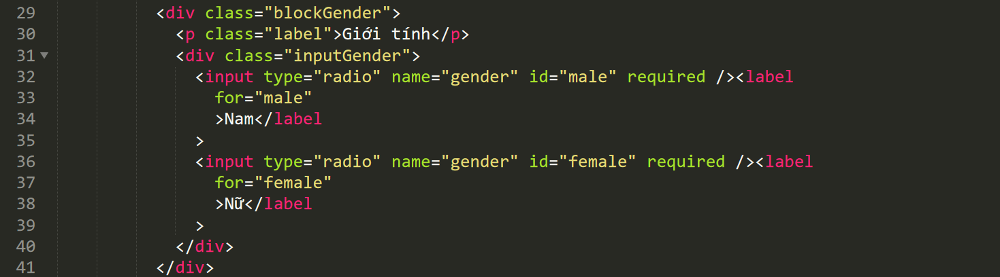 29 <div class="blockGender">
30 <p class="label">Giới tính</p>
31 <div class="inputGender">
32 <input type="radio" name="gender" id="male" required /><label
33 for="male"
34 >Nam</label
35 >
36 <input type="radio" name="gender" id="female" required /><label
37 for="female"
38 >Nữ</label
39 >
40 </div>
41 </div>